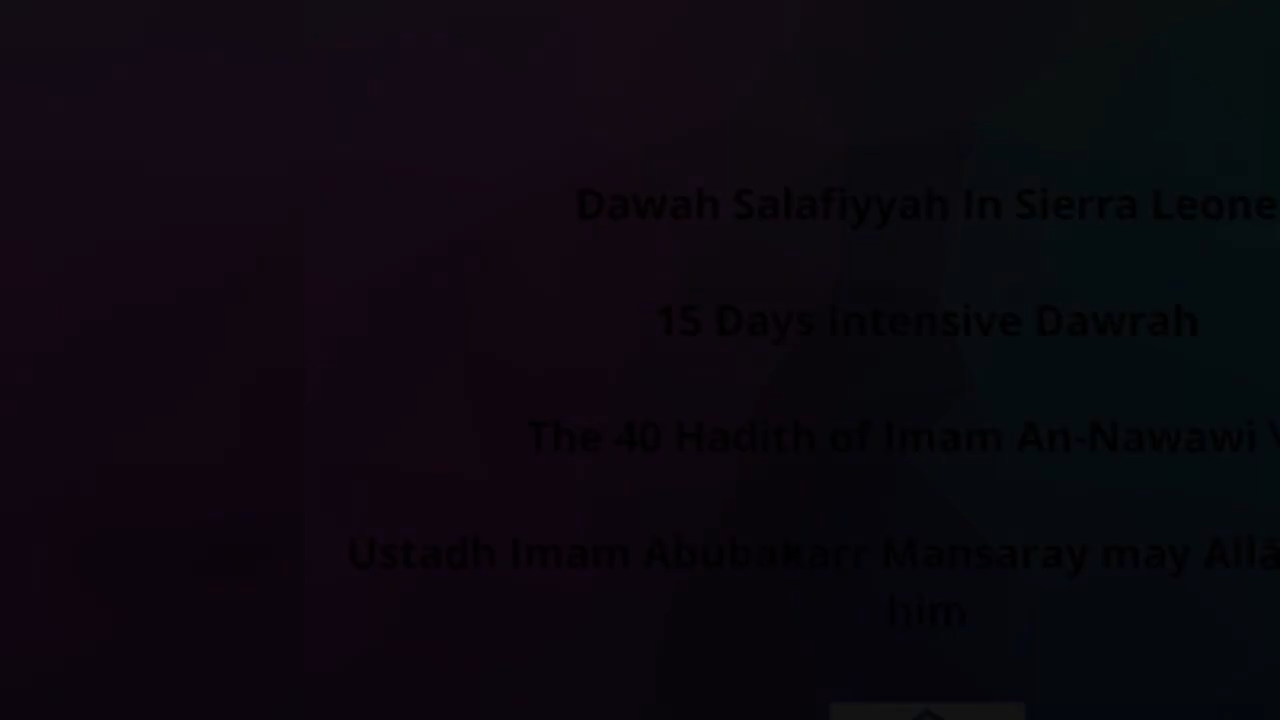 Dawah Salafiyyah In Sierra Leone
15 Days Intensive Dawrah
The 40 Hadith of Imam An-Nawawi
Ustadh Imam Abubakarr Mansaray may
him